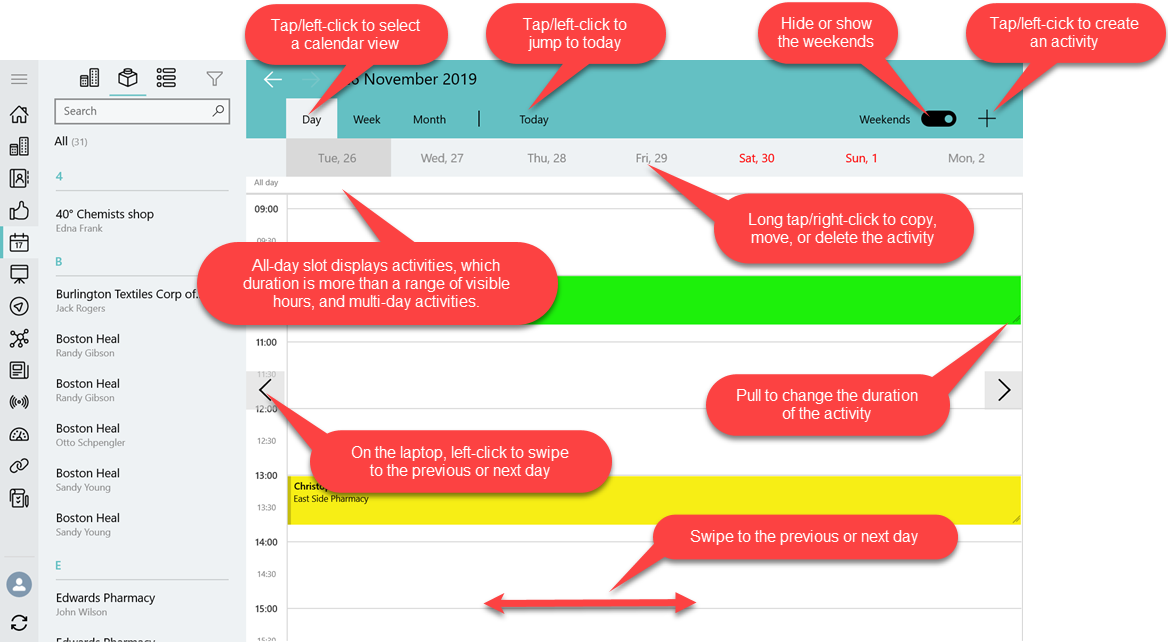 Tap/left-click to select
a calendar view
Tap/left-click to
jump to today
Hide or show
the weekends
Tap/left-cick to create
an activity
November 2019
Day
Week
Month
Today
Weekends
Search
All (31)
Tue, 26
Wed, 27
Thu, 28
Fri, 29
Sat, 30
Sun, 1
Mon, 2
4
All day
40° Chemists shop
Edna Frank
09:00
09:30
Long tap/right-click to copy,
move, or delete the activity
B
All-day slot displays activities, which
duration is more than a range of visible
hours, and multi-day activities.
Burlington Textiles Corp of...
Jack Rogers
Boston Heal
Randy Gibson
11:00
11:30
Boston Heal
Randy Gibson
12:00
Pull to change the duration
of the activity
Boston Heal
Otto Schpengler
12:30
On the laptop, left-click to swipe
to the previous or next day
Boston Heal
Sandy Young
13:00
East Side Pharmacy
13:30
Boston Heal
Sandy Young
14:00
Swipe to the previous or next day
E
14:30
Edwards Pharmacy
John Wilson
15:00
15:30
Edwards Pharmacy
17